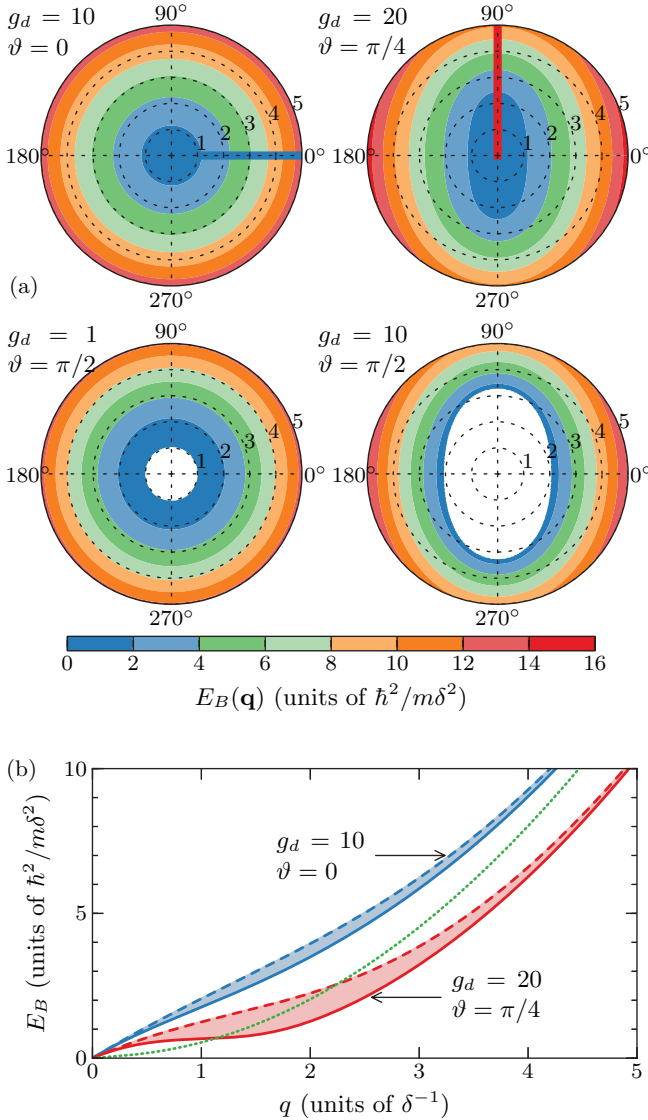 g_d = 10
ϑ = 0
90°
1 2 3 4 5
180°
0°
270°
g_d = 20
ϑ = π/4
90°
1 2 3 4 5
180°
0°
270°
(a)
g_d = 1
ϑ = π/2
90°
1 2 3 4 5
180°
0°
270°
g_d = 10
ϑ = π/2
90°
1 2 3 4 5
180°
0°
270°
0 2 4 6 8 10 12 14 16
E_B(q) (units of ℏ²/mδ²)
(b)
10
5
0
E_B (units of ℏ²/mδ²)
g_d = 10
ϑ = 0
g_d = 20
ϑ = π/4
0 1 2 3 4 5
q (units of δ⁻¹)